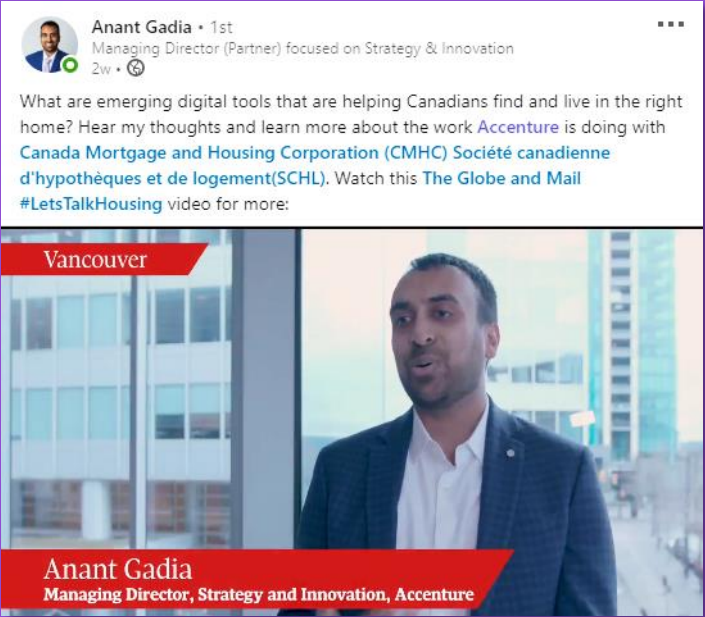 Anant Gadia • 1st
Managing Director (Partner) focused on Strategy & Innovation
2w •
What are emerging digital tools that are helping Canadians find and live in the right
home? Hear my thoughts and learn more about the work Accenture is doing with
Canada Mortgage and Housing Corporation (CMHC) Société canadienne
d'hypothèques et de logement(SCHL). Watch this The Globe and Mail
#LetsTalkHousing video for more:
Vancouver
Anant Gadia
Managing Director, Strategy and Innovation, Accenture